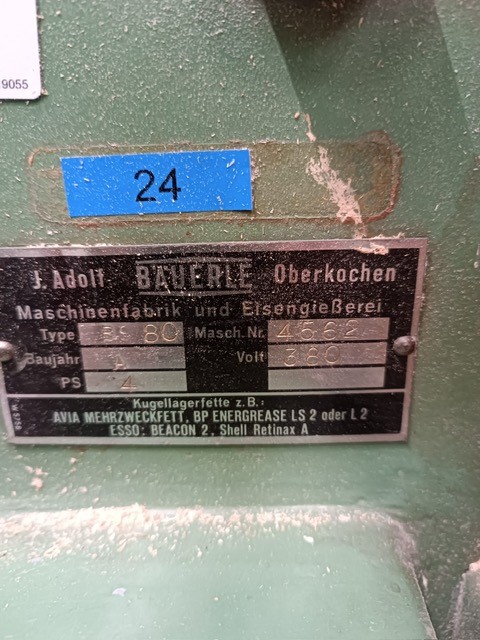 9055
24
J. Adolf BÄUERLE Oberkochen
Maschinenfabrik und Eisengießerei
Type BS 80 Masch. Nr. 4562
Baujahr Volt 380
PS 4
Kugellagerfette z.B.:
AVIA MEHRZWECKFETT, BP ENERGREASE LS 2 oder L 2
ESSO: BEACON 2, Shell Retinax A